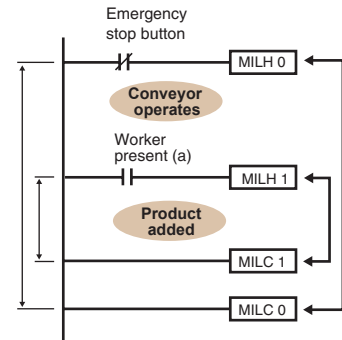 Emergency
stop button
MILH 0
Conveyor
operates
Worker
present (a)
MILH 1
Product
added
MILC 1
MILC 0